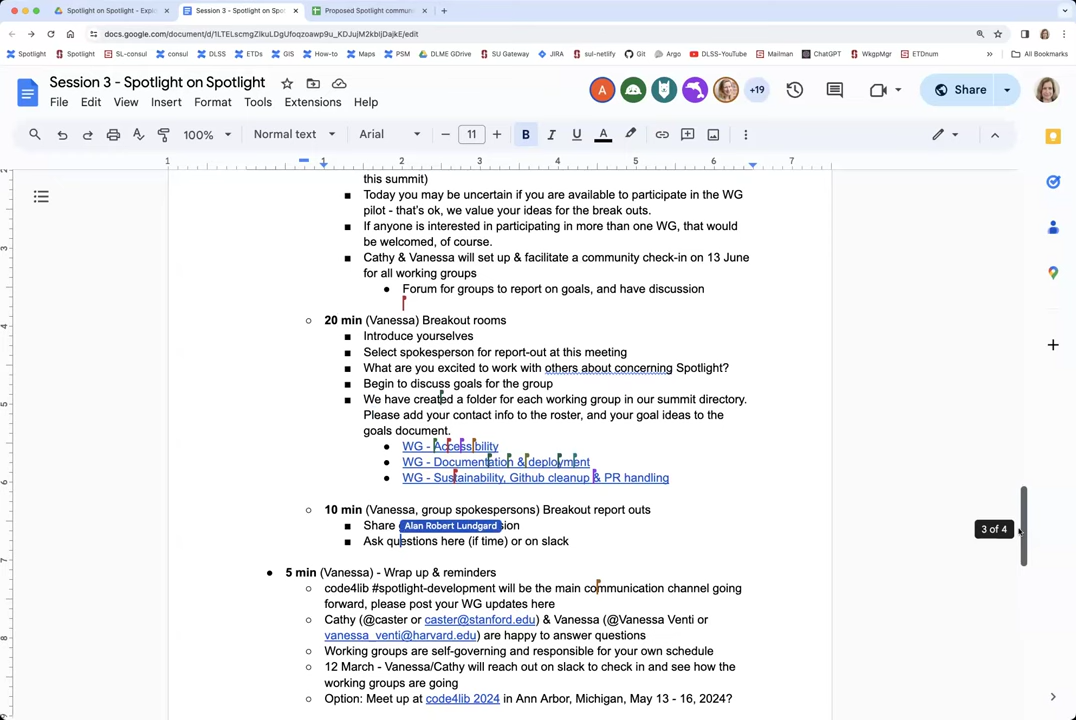 Spotlight on Spotlight - Explo
Session 3 - Spotlight on Spot
Proposed Spotlight commun
docs.google.com/document/d/1LTELscmgZIkuLDgUfoqzoawp9u_KDJujM2kbIjDajkE/edit
Spotlight
Spotlight
SL-consul
consul
DLSS
ETDs
GIS
How-to
Maps
PSM
DLME GDrive
SU Gateway
JIRA
sul-netlify
Git
Argo
DLSS-YouTube
Mailman
ChatGPT
WkgpMgr
ETDnum
»
All Bookmarks
Session 3 - Spotlight on Spotlight
File Edit View Insert Format Tools Extensions Help
A
+19
Share
100%
Normal text
Arial
11
B I U A
1 1 2 3 4 5 6 7
this summit)
Today you may be uncertain if you are available to participate in the WG
pilot - that's ok, we value your ideas for the break outs.
If anyone is interested in participating in more than one WG, that would
be welcomed, of course.
Cathy & Vanessa will set up & facilitate a community check-in on 13 June
for all working groups
Forum for groups to report on goals, and have discussion
20 min (Vanessa) Breakout rooms
Introduce yourselves
Select spokesperson for report-out at this meeting
What are you excited to work with others about concerning Spotlight?
Begin to discuss goals for the group
We have created a folder for each working group in our summit directory.
Please add your contact info to the roster, and your goal ideas to the
goals document.
WG - Accessibility
WG - Documentation & deployment
WG - Sustainability, Github cleanup & PR handling
10 min (Vanessa, group spokespersons) Breakout report outs
Share
Alan Robert Lundgard
Ask questions here (if time) or on slack
3 of 4
5 min (Vanessa) - Wrap up & reminders
code4lib #spotlight-development will be the main communication channel going
forward, please post your WG updates here
Cathy (@caster or caster@stanford.edu) & Vanessa (@Vanessa Venti or
vanessa_venti@harvard.edu) are happy to answer questions
Working groups are self-governing and responsible for your own schedule
12 March - Vanessa/Cathy will reach out on slack to check in and see how the
working groups are going
Option: Meet up at code4lib 2024 in Ann Arbor, Michigan, May 13 - 16, 2024?